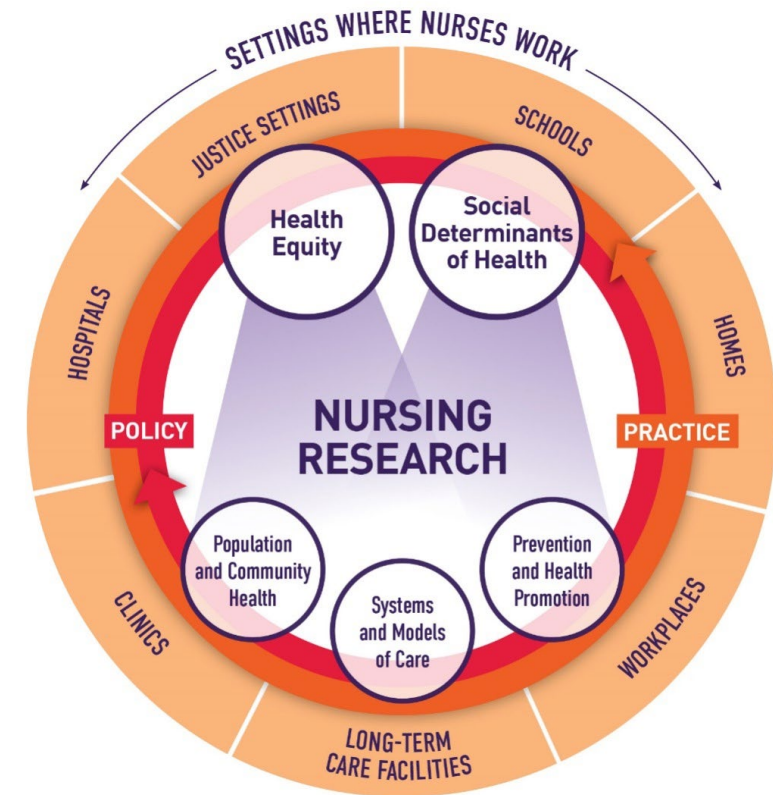 SETTINGS WHERE NURSES WORK
JUSTICE SETTINGS
SCHOOLS
Health
Equity
Social
Determinants
of Health
HOSPITALS
HOMES
NURSING
RESEARCH
POLICY
PRACTICE
Population
and Community
Health
Systems
and Models
of Care
Prevention
and Health
Promotion
CLINICS
WORKPLACES
LONG-TERM
CARE FACILITIES